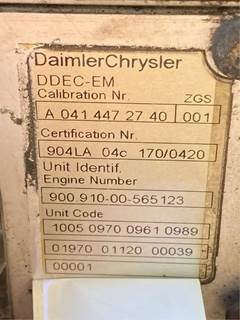 DaimlerChrysler
DDEC-EM
Calibration Nr. ZGS
A 041 447 27 40 001
Certification Nr.
904LA 04c 170/0420
Unit Identif.
Engine Number
900.910-00-565123
Unit Code
1005 0970 0961 0989
01970 01120 00039
00001